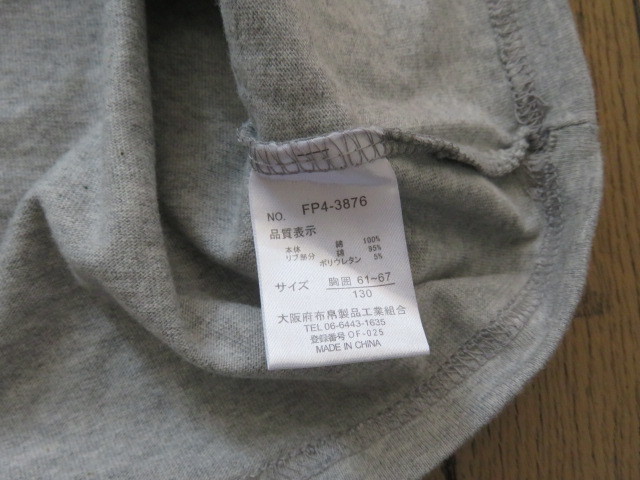 NO. FP4-3876
品質表示
本体 綿 100%
リブ部分 綿 95%
ポリウレタン 5%
サイズ 胸囲 61~67
130
大阪府布帛製品工業組合
TEL 06-6443-1635
登録番号 OF-025
MADE IN CHINA